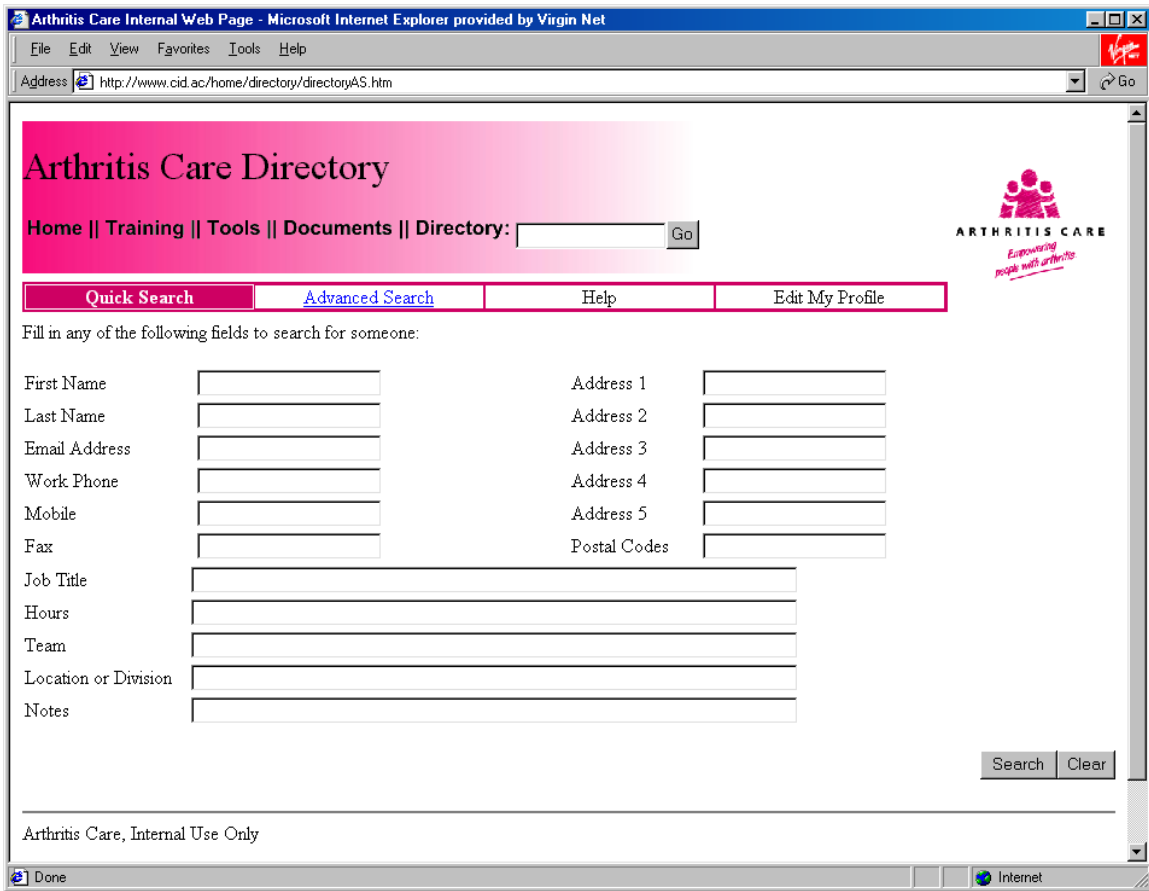 Arthritis Care Internal Web Page - Microsoft Internet Explorer provided by Virgin Net
File Edit View Favorites Tools Help
Virgin NET
Address http://www.cid.ac/home/directory/directoryAS.htm Go
Arthritis Care Directory
Home || Training || Tools || Documents || Directory: Go
ARTHRITIS CARE
Empowering
people with arthritis
Quick Search Advanced Search Help Edit My Profile
Fill in any of the following fields to search for someone:
First Name Address 1
Last Name Address 2
Email Address Address 3
Work Phone Address 4
Mobile Address 5
Fax Postal Codes
Job Title
Hours
Team
Location or Division
Notes
Search Clear
Arthritis Care, Internal Use Only
Done Internet